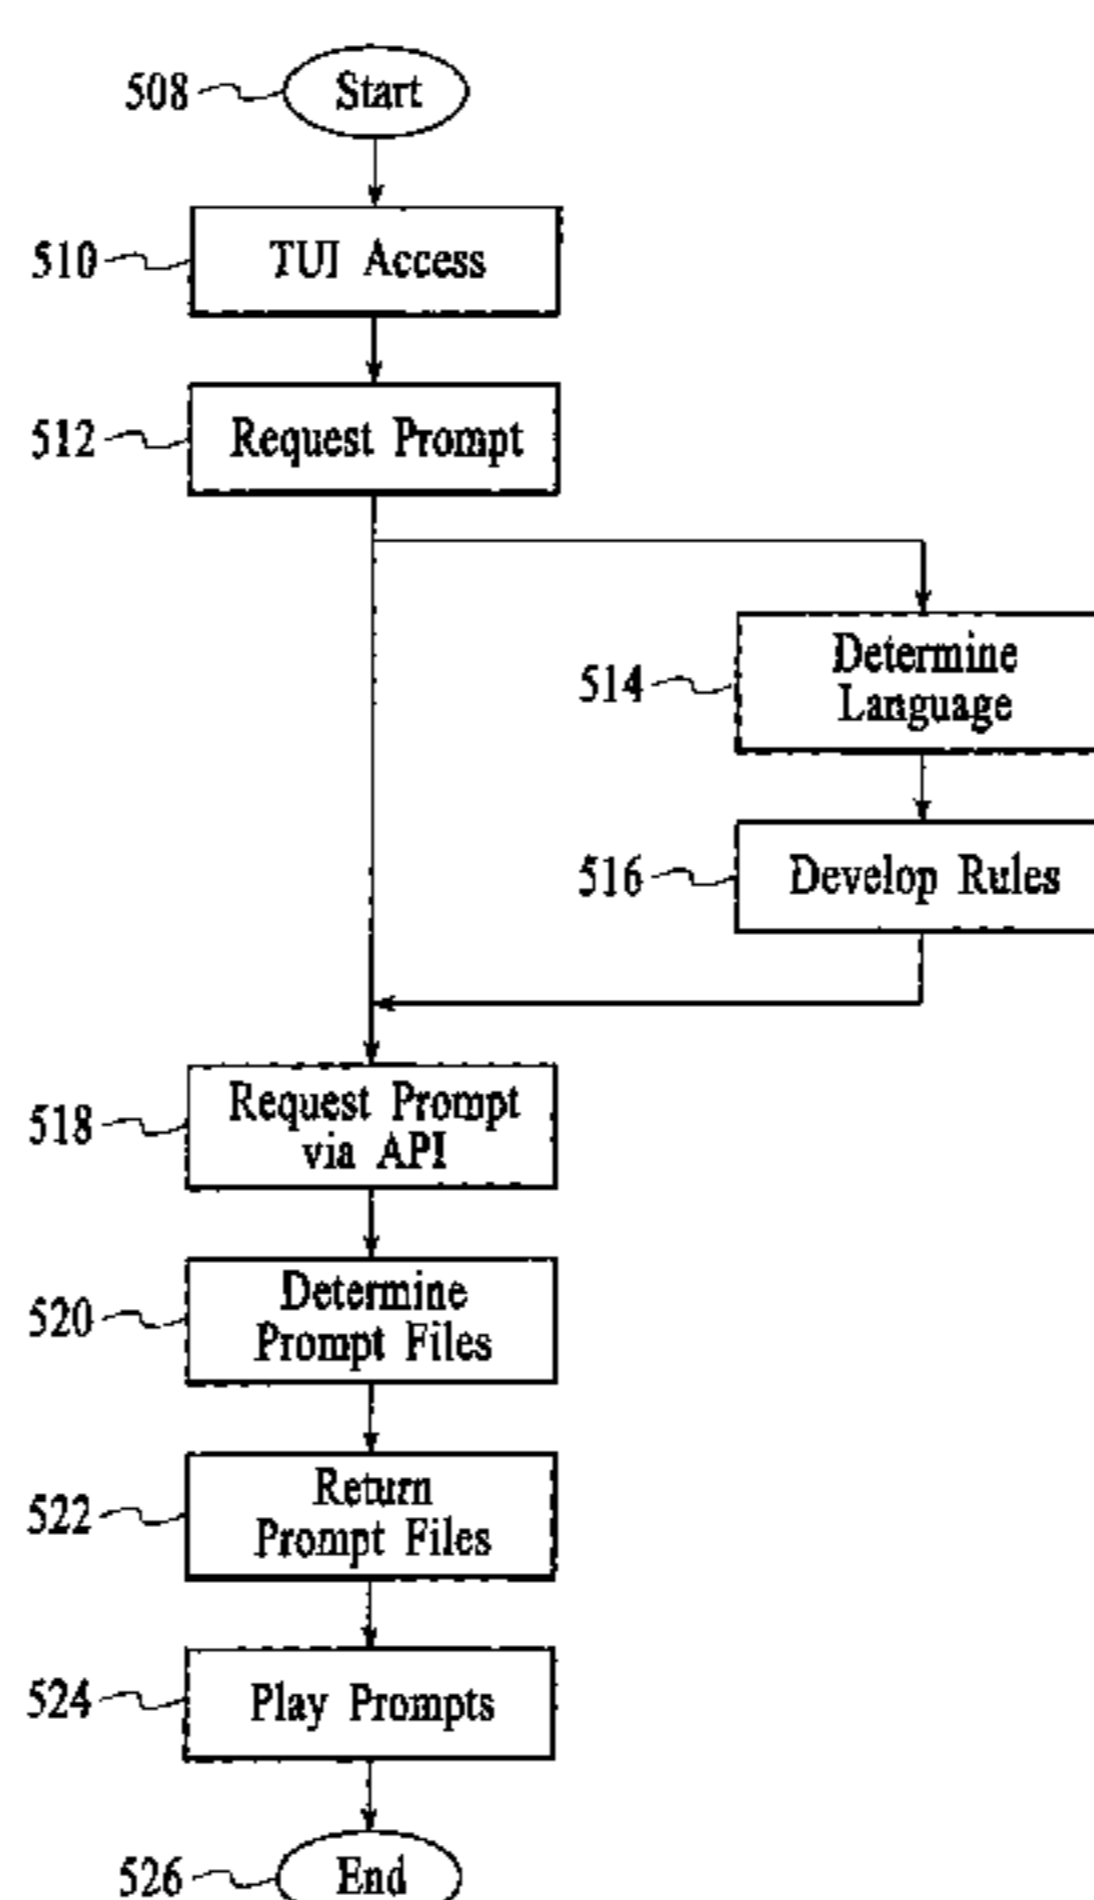 508 Start
510 TUI Access
512 Request Prompt
Determine
514 Language
516 Develop Rules
518 Request Prompt
via API
520 Determine
Prompt Files
522 Return
Prompt Files
524 Play Prompts
526 End